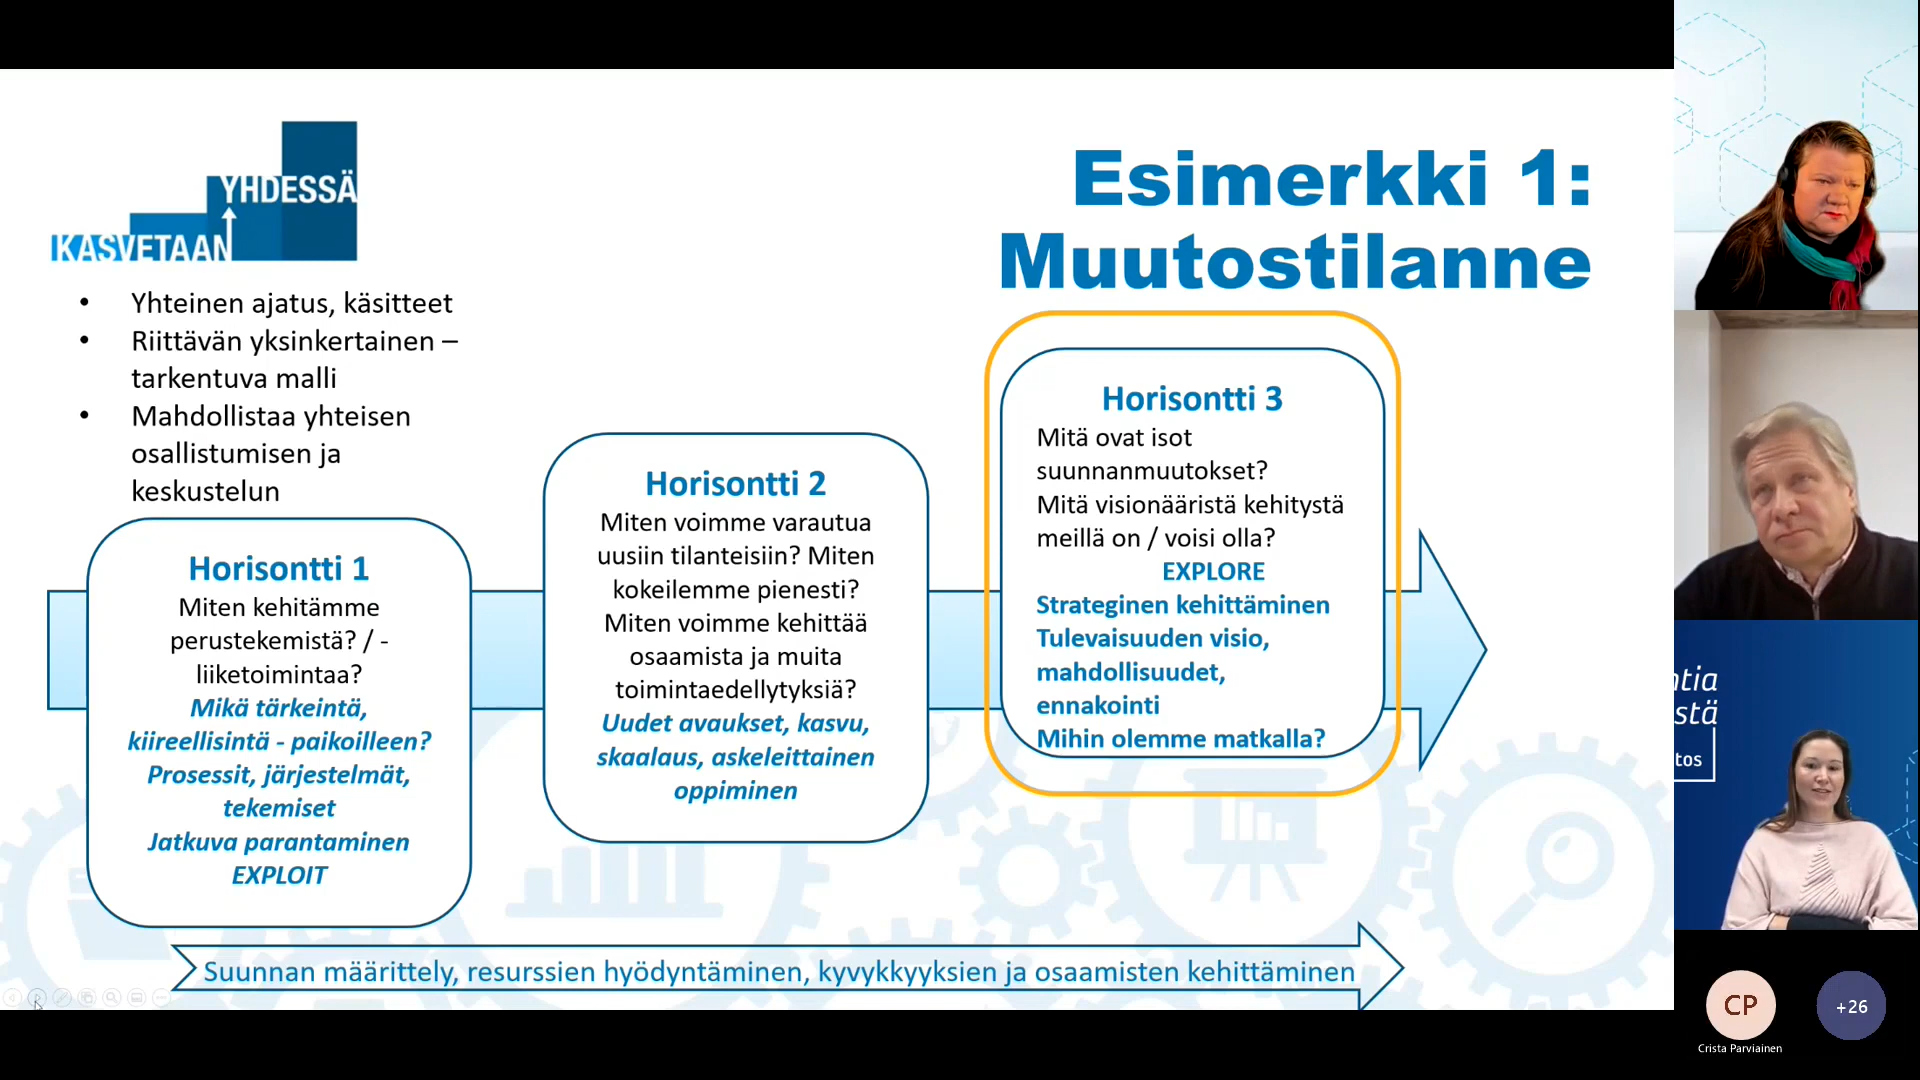 YHDESSÄ
KASVETAAN
Esimerkki 1:
Muutostilanne
• Yhteinen ajatus, käsitteet
• Riittävän yksinkertainen –
tarkentuva malli
• Mahdollistaa yhteisen
osallistumisen ja
keskustelun
Horisontti 1
Miten kehitämme
perustekemistä? / -
liiketoimintaa?
Mikä tärkeintä,
kiireellisintä - paikoilleen?
Prosessit, järjestelmät,
tekemiset
Jatkuva parantaminen
EXPLOIT
Horisontti 2
Miten voimme varautua
uusiin tilanteisiin? Miten
kokeilemme pienesti?
Miten voimme kehittää
osaamista ja muita
toimintaedellytyksiä?
Uudet avaukset, kasvu,
skaalaus, askeleittainen
oppiminen
Horisontti 3
Mitä ovat isot
suunnanmuutokset?
Mitä visionääristä kehitystä
meillä on / voisi olla?
EXPLORE
Strateginen kehittäminen
Tulevaisuuden visio,
mahdollisuudet,
ennakointi
Mihin olemme matkalla?
Suunnan määrittely, resurssien hyödyntäminen, kyvykkyyksien ja osaamisten kehittäminen
ntia
stä
tos
CP
+26
Crista Parviainen